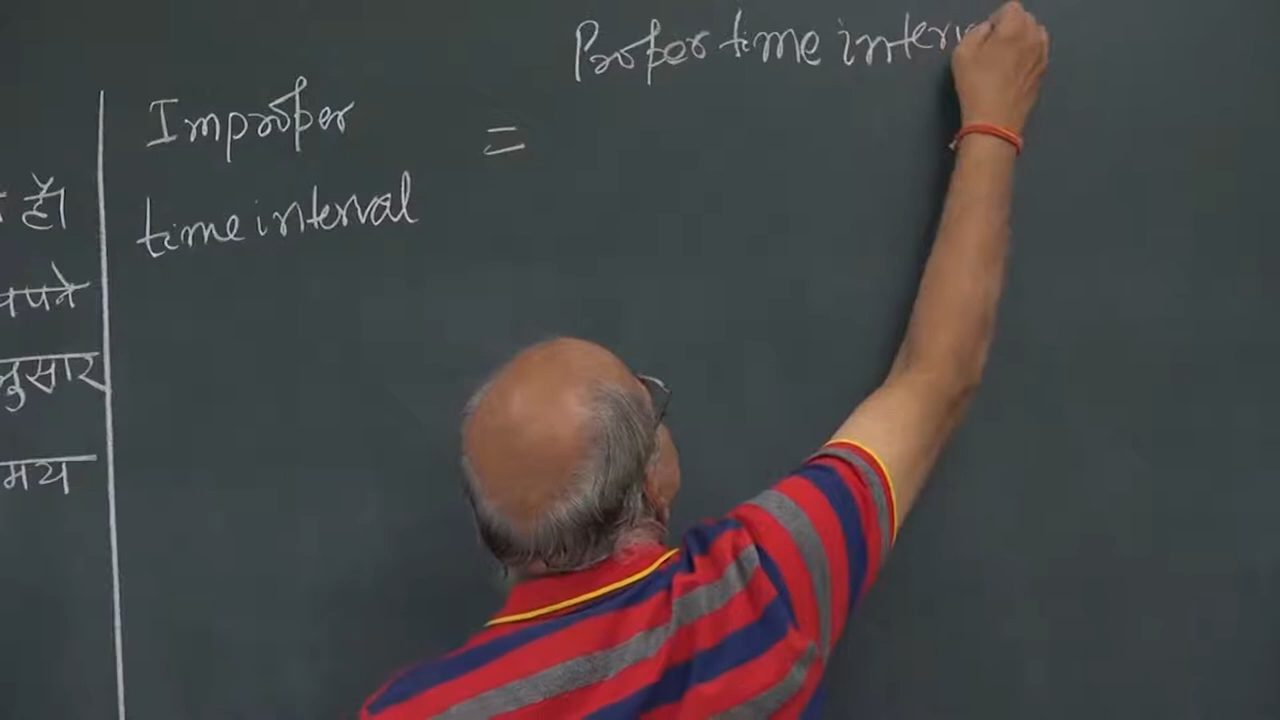 है।
अपने
नुसार
मय
Improper
time interval
=
Proper time interv